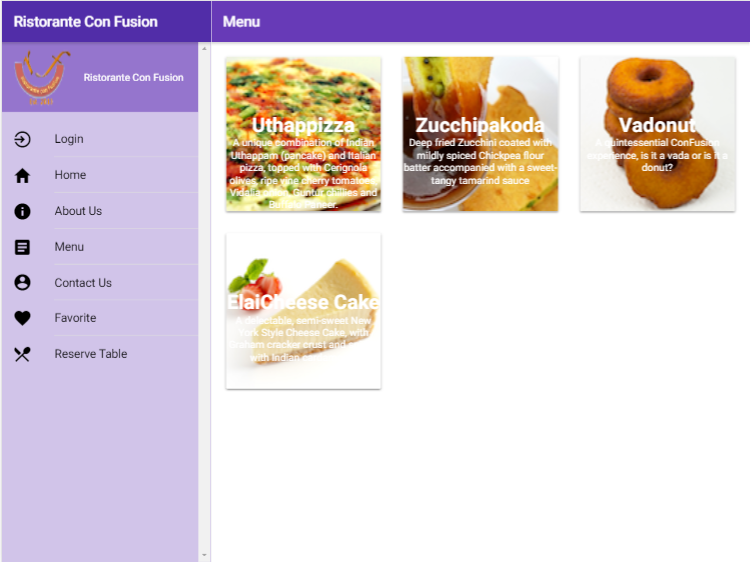 Ristorante Con Fusion
Menu
Ristorante Con Fusion
Login
Home
About Us
Menu
Contact Us
Favorite
Reserve Table
Uthappizza
A unique combination of Indian
Uthappam (pancake) and Italian
pizza, topped with Cerignola
olives, ripe vine cherry tomatoes,
Vidalia onion, Guntur chillies and
Buffalo Paneer.
Zucchipakoda
Deep fried Zucchini coated with
mildly spiced Chickpea flour
batter accompanied with a sweet-
tangy tamarind sauce
Vadonut
A quintessential ConFusion
experience, is it a vada or is it a
donut?
ElaiCheese Cake
A delectable, semi-sweet New
York Style Cheese Cake, with
Graham cracker crust and
with Indian